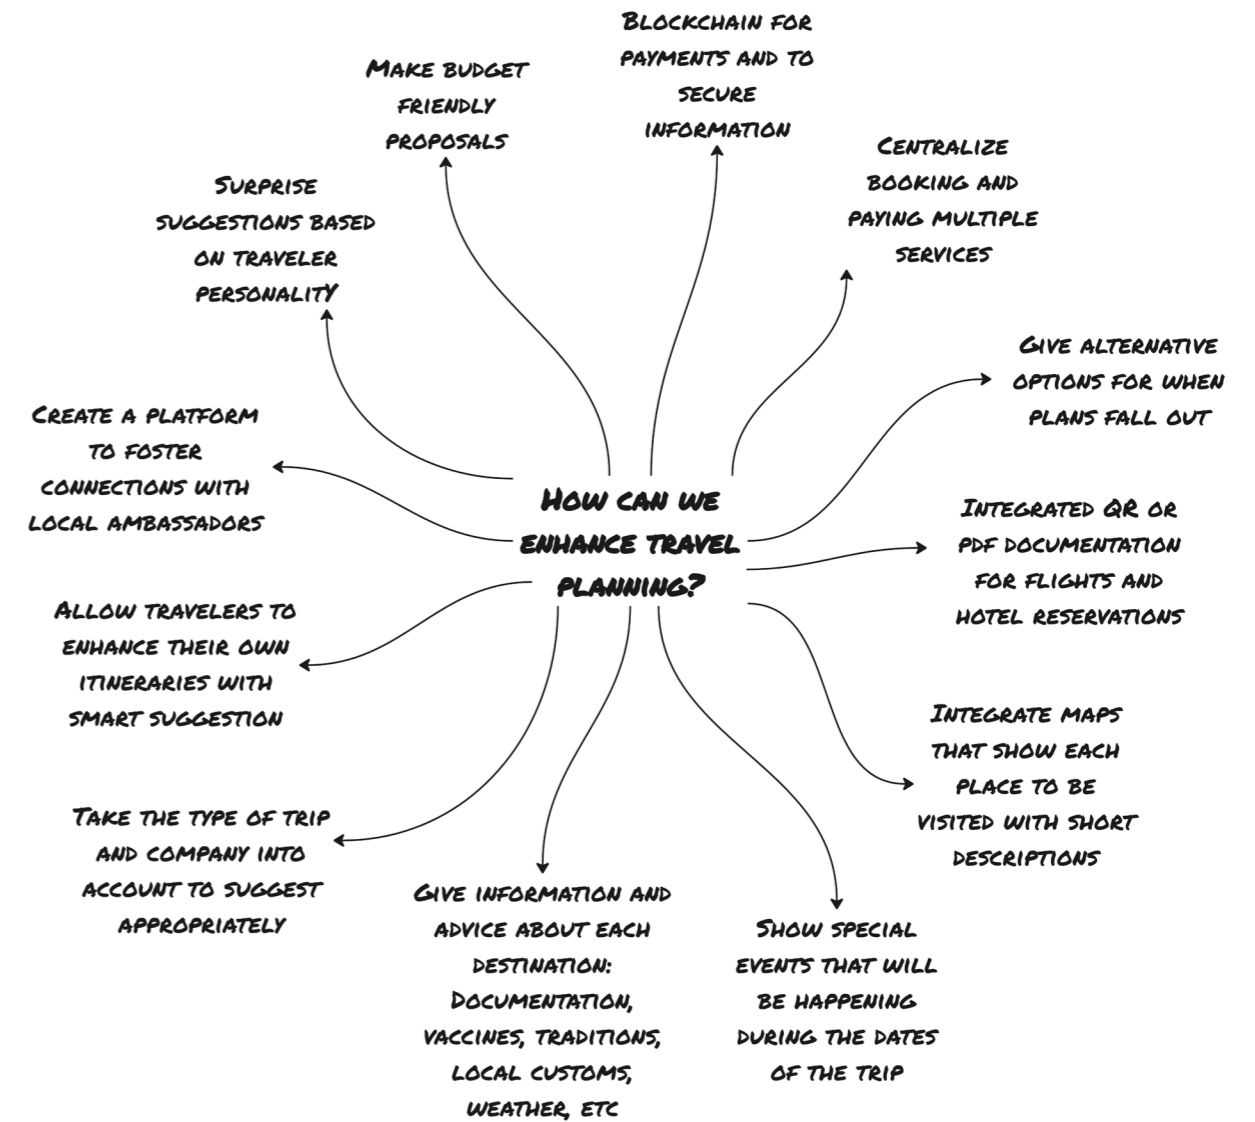 Blockchain for
payments and to
secure
information
Make budget
friendly
proposals
Centralize
booking and
paying multiple
services
Surprise
suggestions based
on traveler
personality
Give alternative
options for when
plans fall out
Create a platform
to foster
connections with
local ambassadors
How can we
enhance travel
planning?
Integrated QR or
pdf documentation
for flights and
hotel reservations
Allow travelers to
enhance their own
itineraries with
smart suggestion
Integrate maps
that show each
place to be
visited with short
descriptions
Take the type of trip
and company into
account to suggest
appropriately
Give information and
advice about each
destination:
Documentation,
vaccines, traditions,
local customs,
weather, etc
Show special
events that will
be happening
during the dates
of the trip